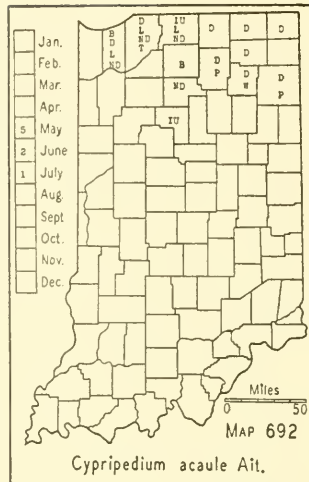 Jan.
Feb.
Mar.
Apr.
5 May
2 June
1 July
Aug.
Sept
Oct.
Nov.
Dec.
B
D
L
ND
D
L
ND
T
IU
L
ND
D
D
D
B
D
P
D
ND
D
W
D
P
IU
Miles
0 50
MAP 692
Cypripedium acaule Ait.